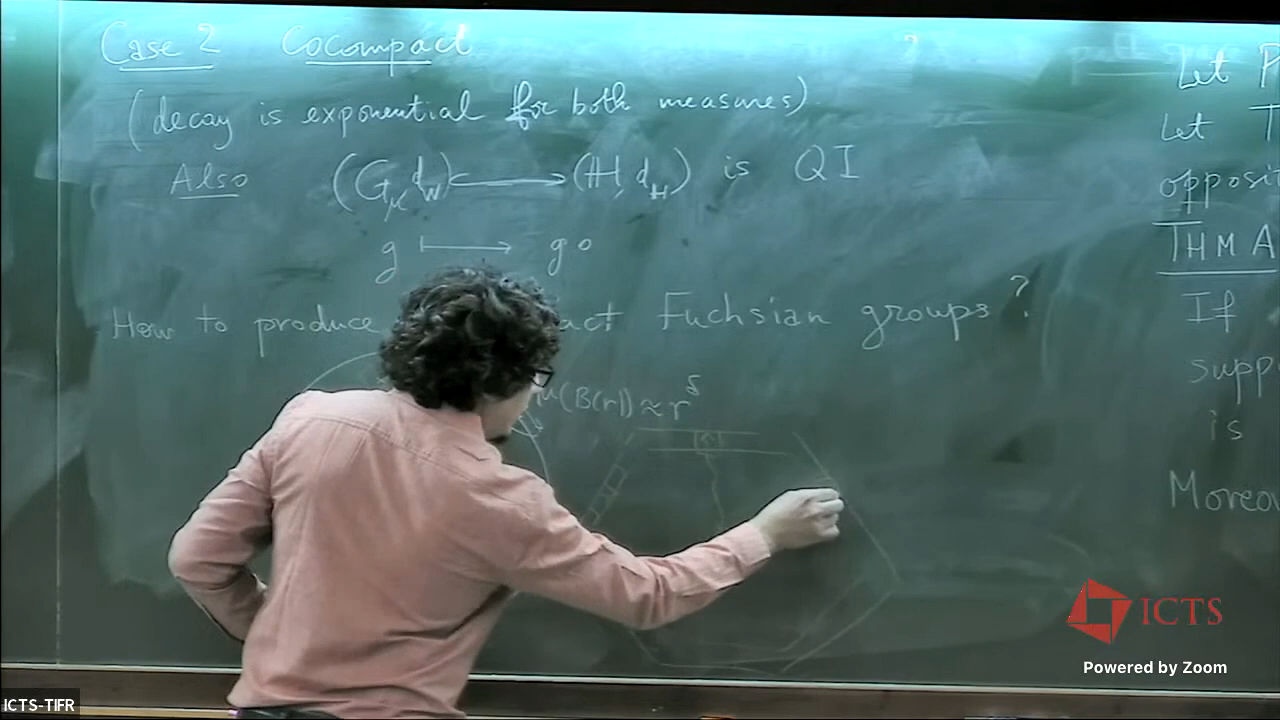 Case 2 Cocompact
(decay is exponential for both measures)
Also (G, d_W) ⟷ (ℍ, d_ℍ) is QI
g ⟼ go
How to produce act Fuchsian groups?
μ(B(r)) ≈ r^δ
Let P
Let T
opposit
THM A
If
supp
is
Moreov
ICTS
Powered by Zoom
ICTS-TIFR